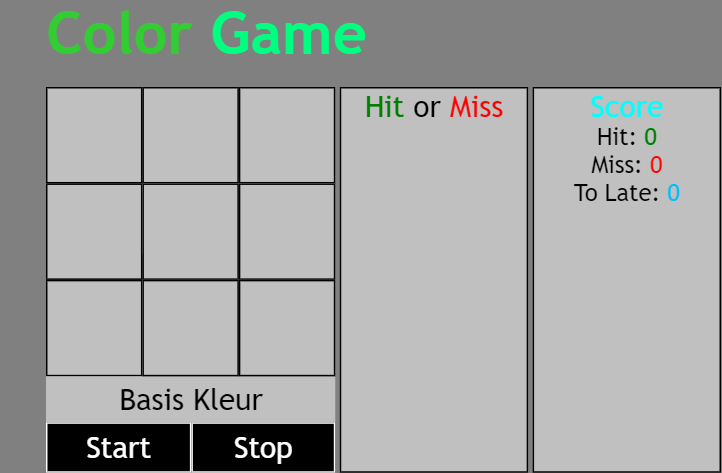 Color Game
Hit or Miss
Score
Hit: 0
Miss: 0
To Late: 0
Basis Kleur
Start
Stop